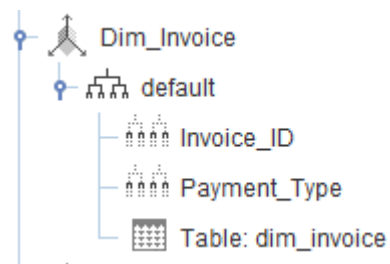 Dim_Invoice
default
Invoice_ID
Payment_Type
Table: dim_invoice